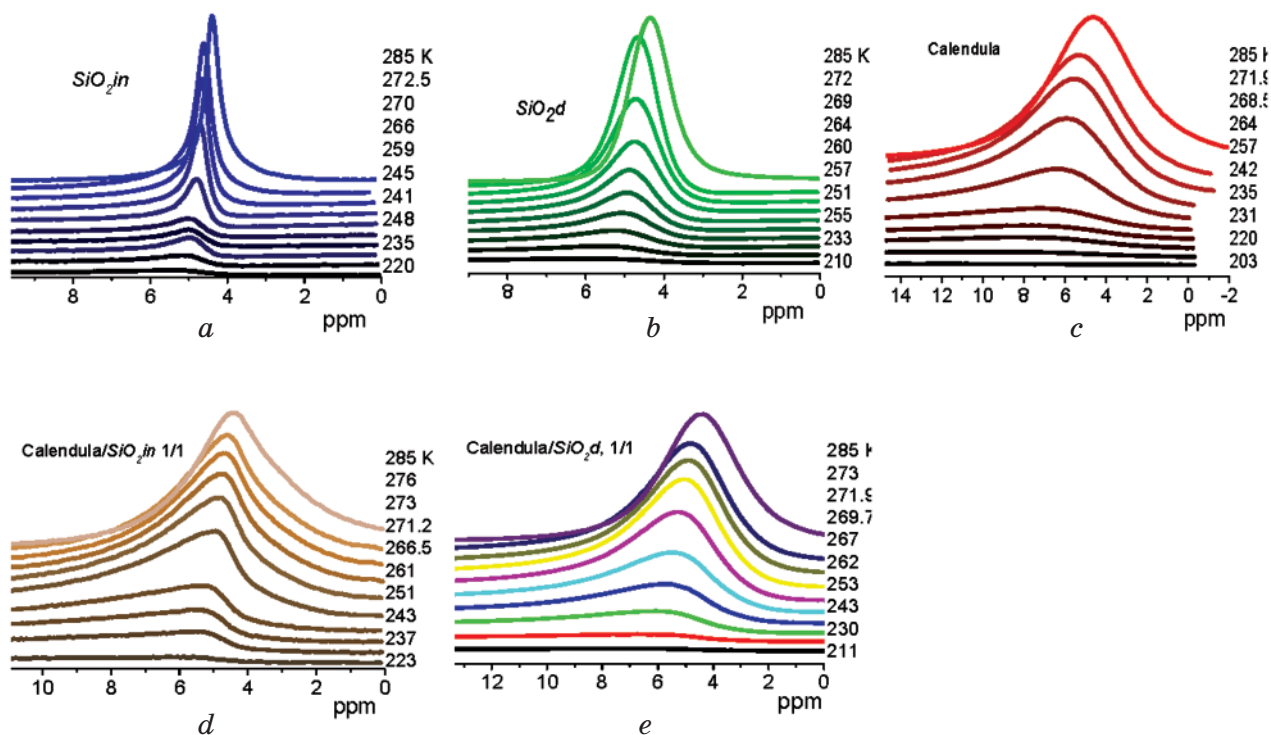 SiO2in
285 K
272.5
270
266
259
245
241
248
235
220
8 6 4 2 0
ppm
a
SiO2d
285 K
272
269
264
260
257
251
255
233
210
8 6 4 2 0
ppm
b
Calendula
285 K
271.9
268.5
264
257
242
235
231
220
203
14 12 10 8 6 4 2 0 -2
ppm
c
Calendula/SiO2in 1/1
285 K
276
273
271.2
266.5
261
251
243
237
223
10 8 6 4 2 0
ppm
d
Calendula/SiO2d, 1/1
285 K
273
271.9
269.7
267
262
253
243
230
211
12 10 8 6 4 2 0
ppm
e